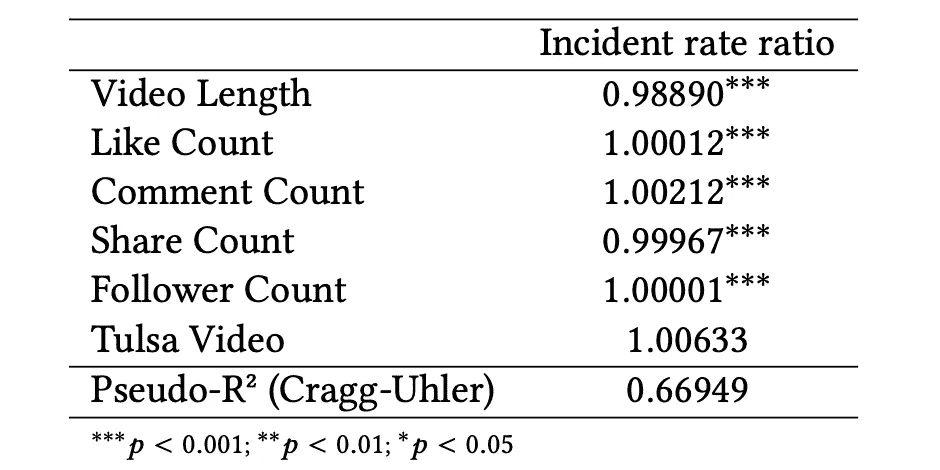 Incident rate ratio
Video Length 0.98890***
Like Count 1.00012***
Comment Count 1.00212***
Share Count 0.99967***
Follower Count 1.00001***
Tulsa Video 1.00633
Pseudo-R² (Cragg-Uhler) 0.66949
***p < 0.001; **p < 0.01; *p < 0.05